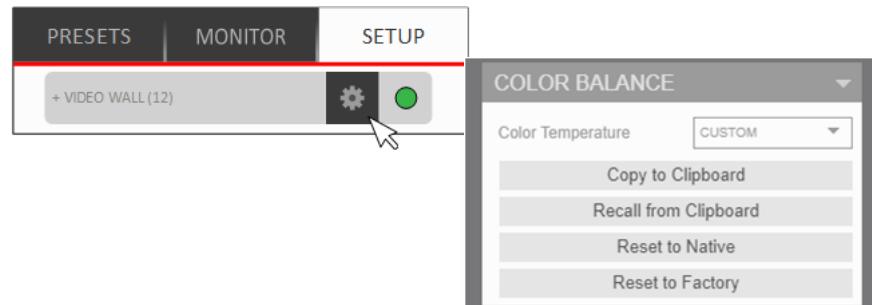 PRESETS MONITOR SETUP
+ VIDEO WALL (12)
COLOR BALANCE
Color Temperature CUSTOM
Copy to Clipboard
Recall from Clipboard
Reset to Native
Reset to Factory